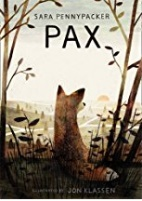 SARA PENNYPACKER
PAX
ILLUSTRATED BY JON KLASSEN